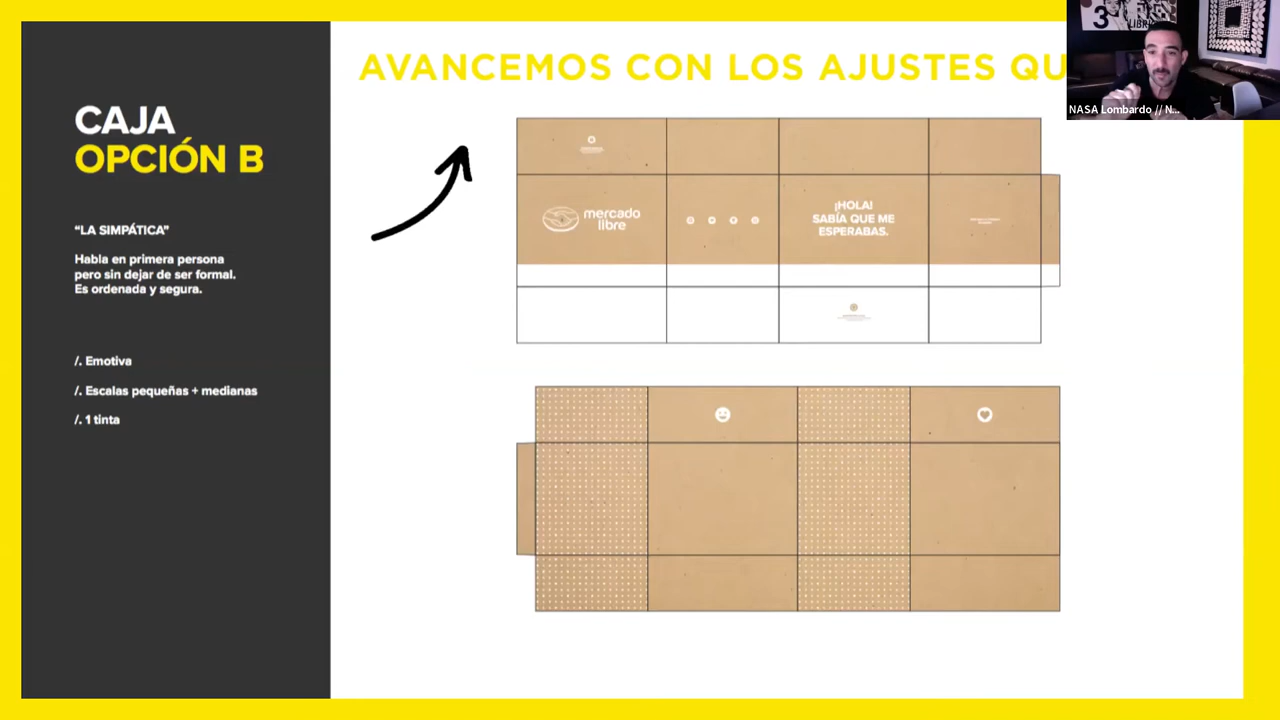 AVANCEMOS CON LOS AJUSTES QU
NASA Lombardo // N...
CAJA
OPCIÓN B
“LA SIMPÁTICA”
Habla en primera persona
pero sin dejar de ser formal.
Es ordenada y segura.
/. Emotiva
/. Escalas pequeñas + medianas
/. 1 tinta
mercado
libre
¡HOLA!
SABÍA QUE ME
ESPERABAS.